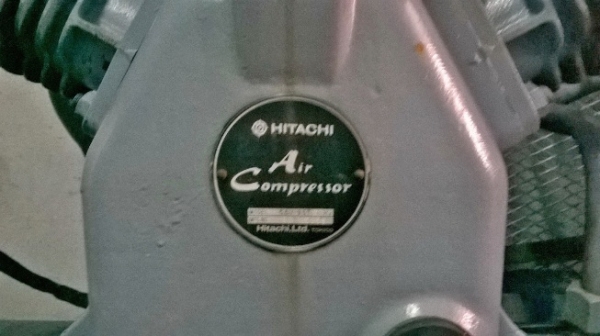 HITACHI
Air
Compressor
Hitachi, Ltd.